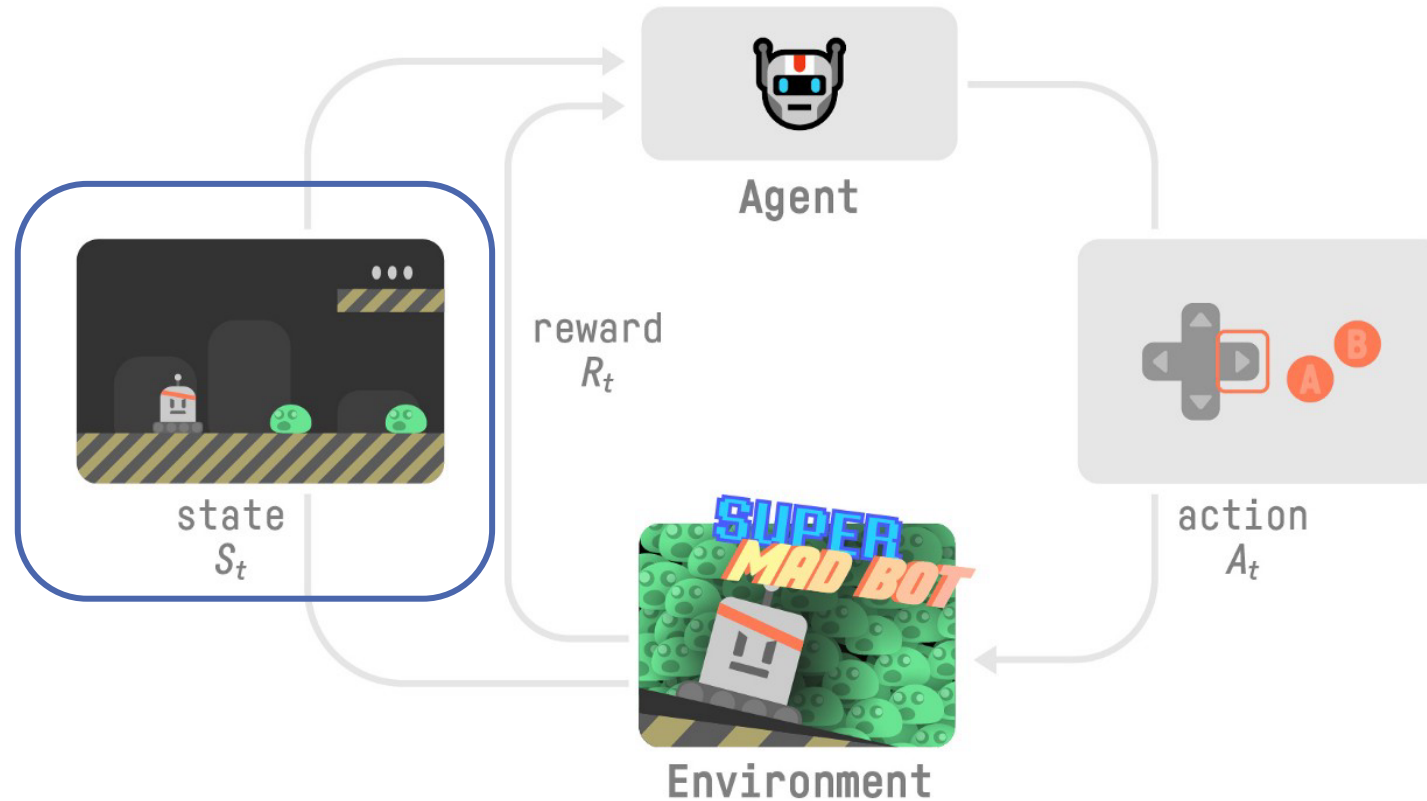 Agent
reward
R_t
B
A
state
S_t
action
A_t
SUPER
MAD BOT
Environment